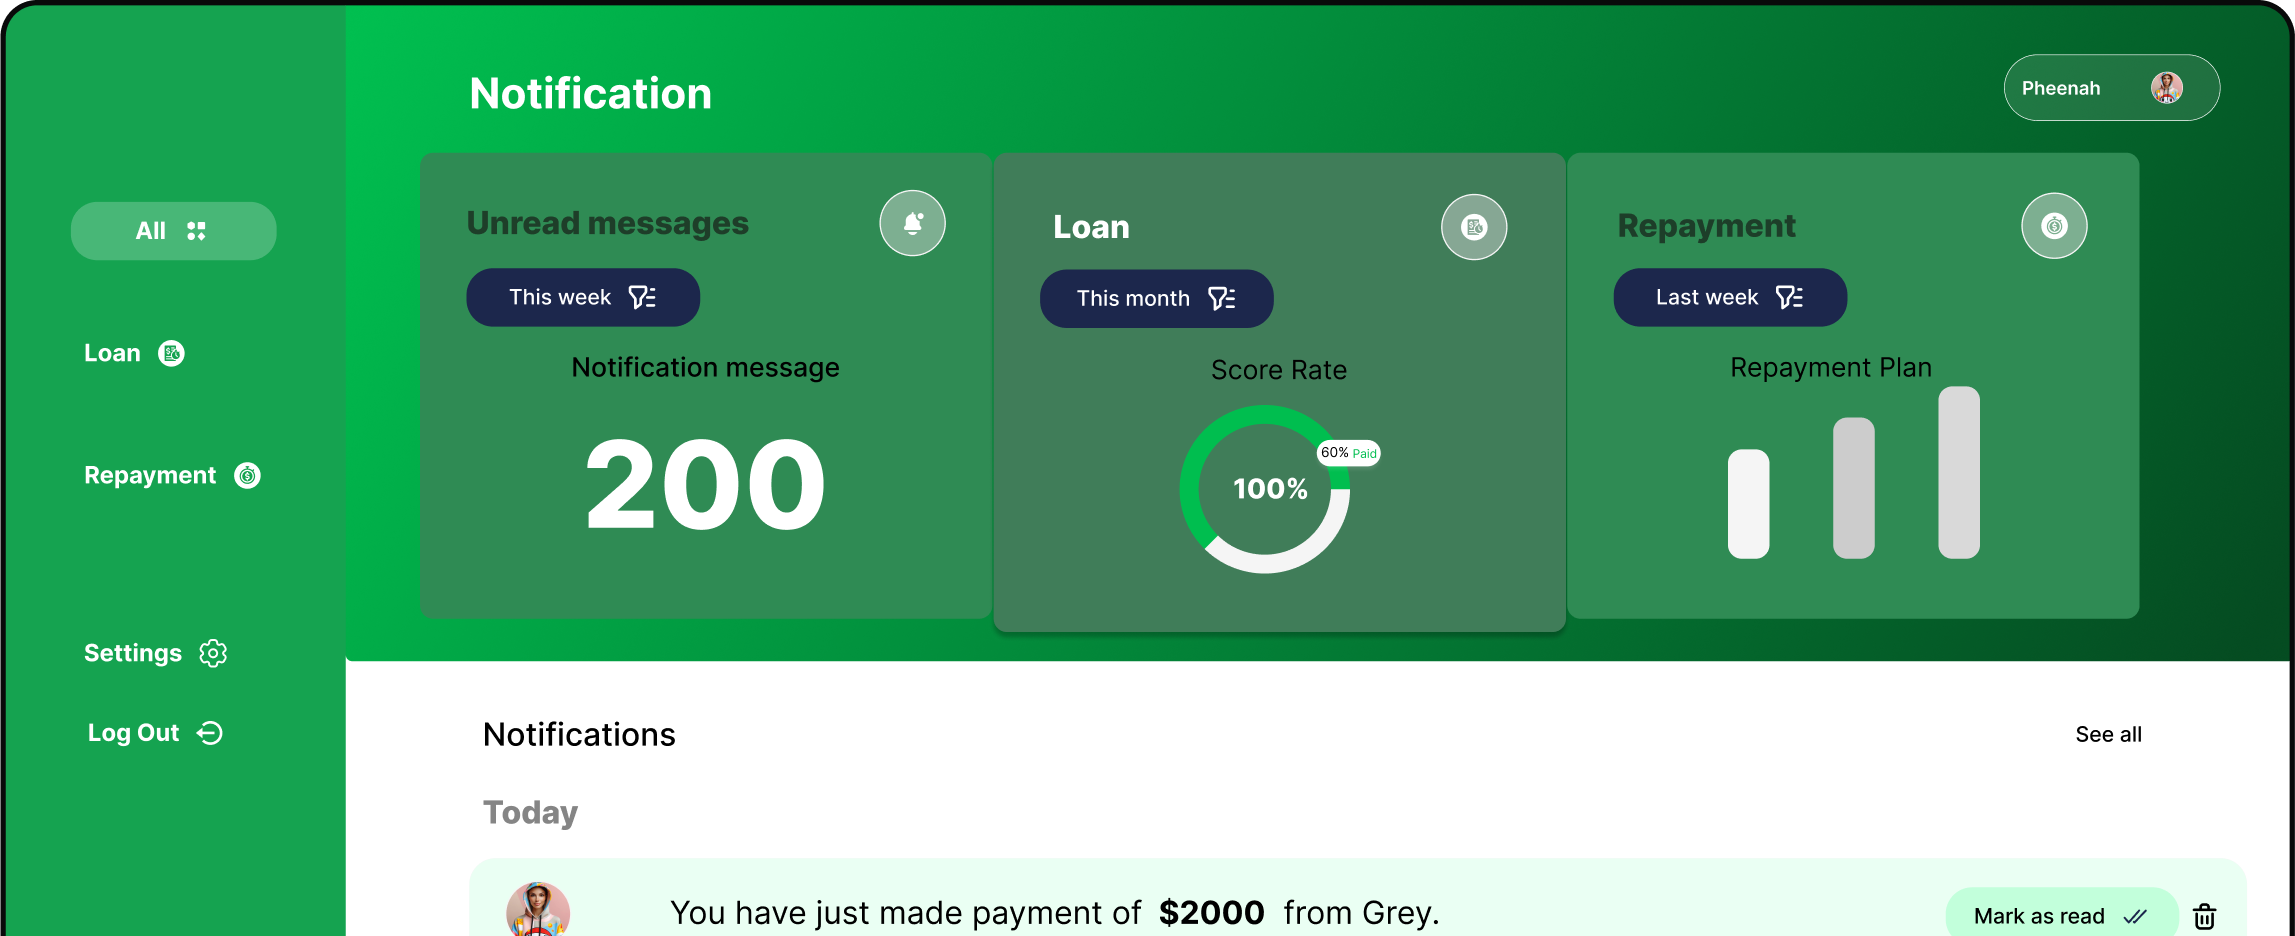 Notification
Pheenah
All
Loan
Repayment
Settings
Log Out
Unread messages
This week
Notification message
200
Loan
This month
Score Rate
60% Paid
100%
Repayment
Last week
Repayment Plan
Notifications
See all
Today
You have just made payment of $2000 from Grey.
Mark as read